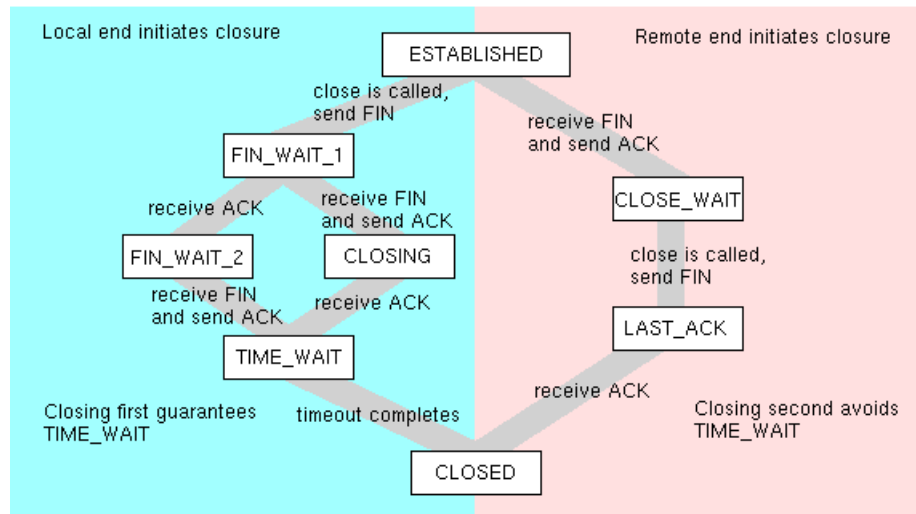 Local end initiates closure
Remote end initiates closure
ESTABLISHED
close is called,
send FIN
receive FIN
and send ACK
FIN_WAIT_1
CLOSE_WAIT
receive ACK
receive FIN
and send ACK
FIN_WAIT_2
CLOSING
close is called,
send FIN
receive FIN
and send ACK
receive ACK
LAST_ACK
TIME_WAIT
receive ACK
Closing first guarantees
TIME_WAIT
timeout completes
Closing second avoids
TIME_WAIT
CLOSED